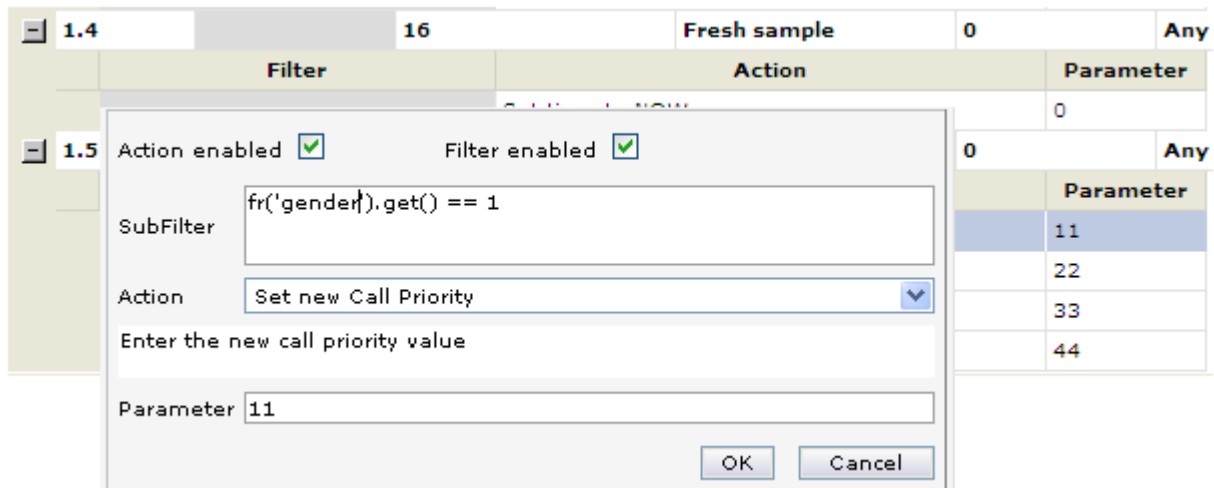 1.4 16 Fresh sample 0 Any
Filter Action Parameter
0
1.5 0 Any
Action enabled Filter enabled
Parameter
fr('gender').get() == 1
SubFilter
11
22
Action Set new Call Priority
33
Enter the new call priority value
44
Parameter 11
OK Cancel